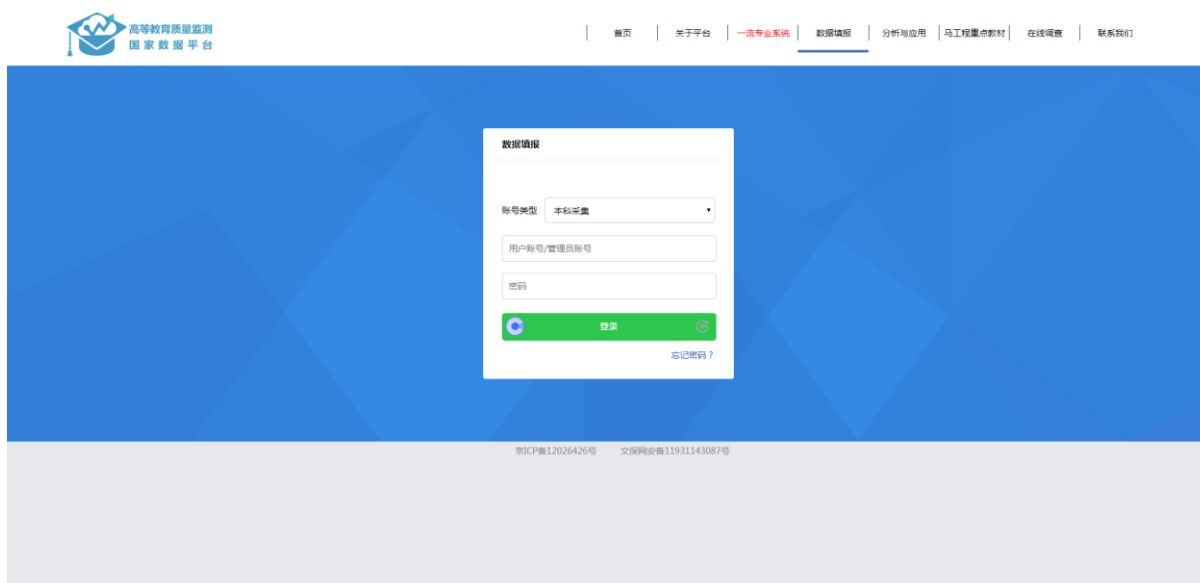 高等教育质量监测
国家数据平台
首页
关于平台
一流专业系统
数据填报
分析与应用
马工程重点教材
在线调查
联系我们
数据填报
账号类型
本科采集
用户账号/管理员账号
密码
登录
忘记密码？
京ICP备12026426号 文保网安备11931143087号